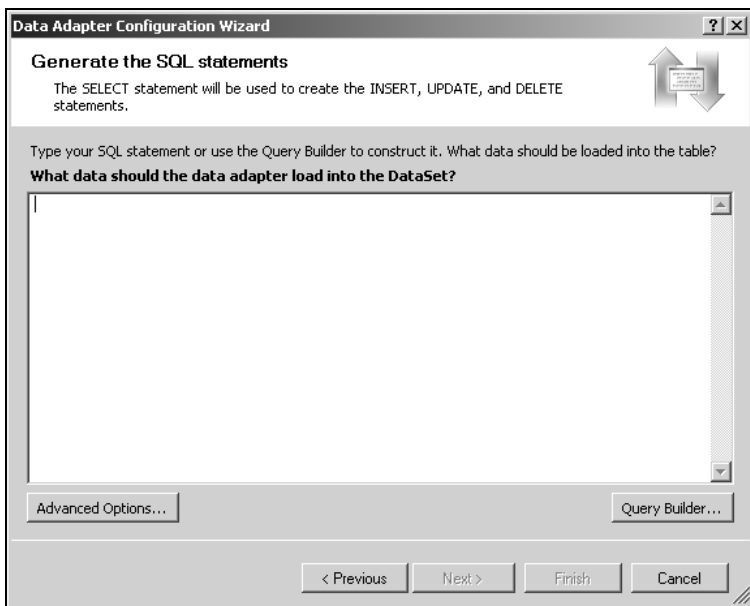 Data Adapter Configuration Wizard
Generate the SQL statements
The SELECT statement will be used to create the INSERT, UPDATE, and DELETE
statements.
Type your SQL statement or use the Query Builder to construct it. What data should be loaded into the table?
What data should the data adapter load into the DataSet?
Advanced Options... Query Builder...
< Previous Next > Finish Cancel